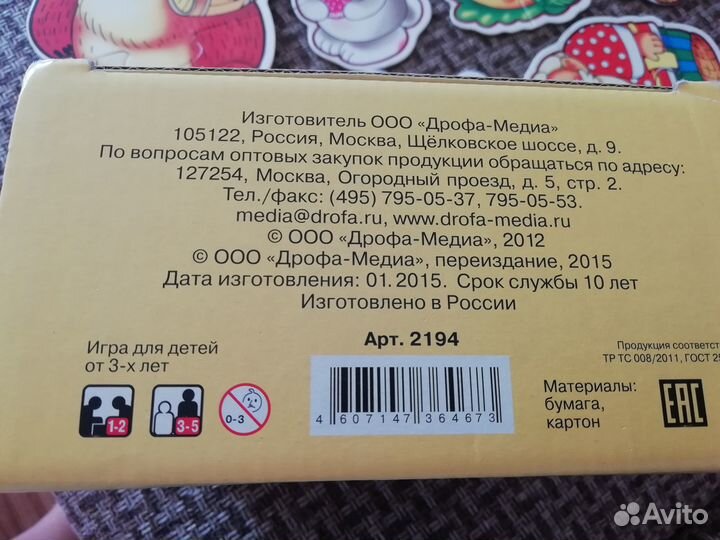 Изготовитель ООО «Дрофа-Медиа»
105122, Россия, Москва, Щёлковское шоссе, д. 9.
По вопросам оптовых закупок продукции обращаться по адресу:
127254, Москва, Огородный проезд, д. 5, стр. 2.
Тел./факс: (495) 795-05-37, 795-05-53.
media@drofa.ru, www.drofa-media.ru
© ООО «Дрофа-Медиа», 2012
© ООО «Дрофа-Медиа», переиздание, 2015
Дата изготовления: 01.2015. Срок службы 10 лет
Изготовлено в России
Арт. 2194
Игра для детей
от 3-х лет
1-2
3-5
0-3
4 607147 364673
Продукция соответст
ТР ТС 008/2011, ГОСТ 25
Материалы:
бумага,
картон
EAC
Avito